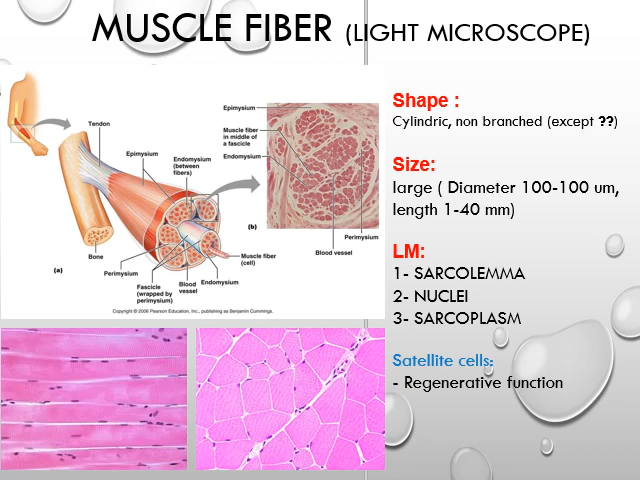 MUSCLE FIBER (LIGHT MICROSCOPE)
Tendon
Epimysium
Endomysium
(between
fibers)
Bone
Perimysium
Fascicle
(wrapped by
perimysium)
Blood
vessel
Endomysium
Muscle fiber
(cell)
(a)
Epimysium
Muscle fiber
in middle of
a fascicle
Endomysium
(b)
Perimysium
Blood vessel
Copyright © 2006 Pearson Education, Inc., publishing as Benjamin Cummings.
Shape :
Cylindric, non branched (except ??)
Size:
large ( Diameter 100-100 um,
length 1-40 mm)
LM:
1- SARCOLEMMA
2- NUCLEI
3- SARCOPLASM
Satellite cells:
- Regenerative function